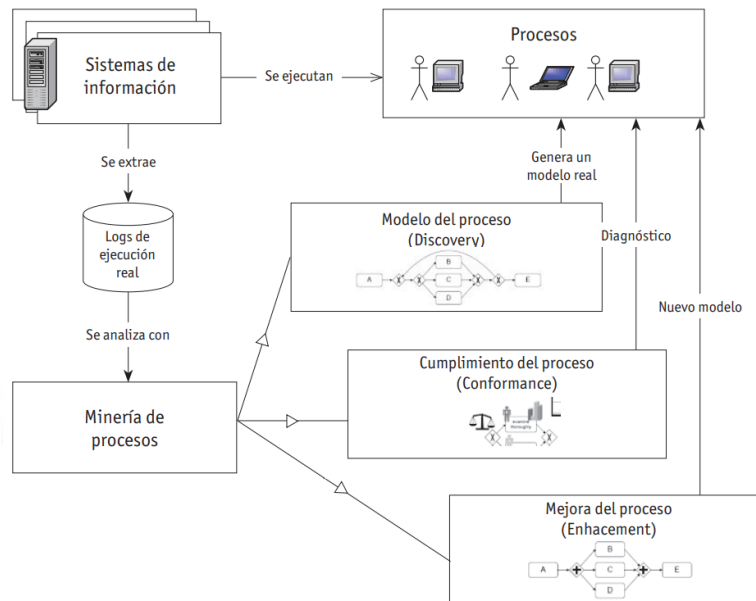 Sistemas de
información
Se ejecutan
Procesos
Se extrae
Logs de
ejecución
real
Se analiza con
Minería de
procesos
Genera un
modelo real
Modelo del proceso
(Discovery)
A
B
C
D
E
Diagnóstico
Cumplimiento del proceso
(Conformance)
Nuevo modelo
Mejora del proceso
(Enhacement)
A
B
C
D
E